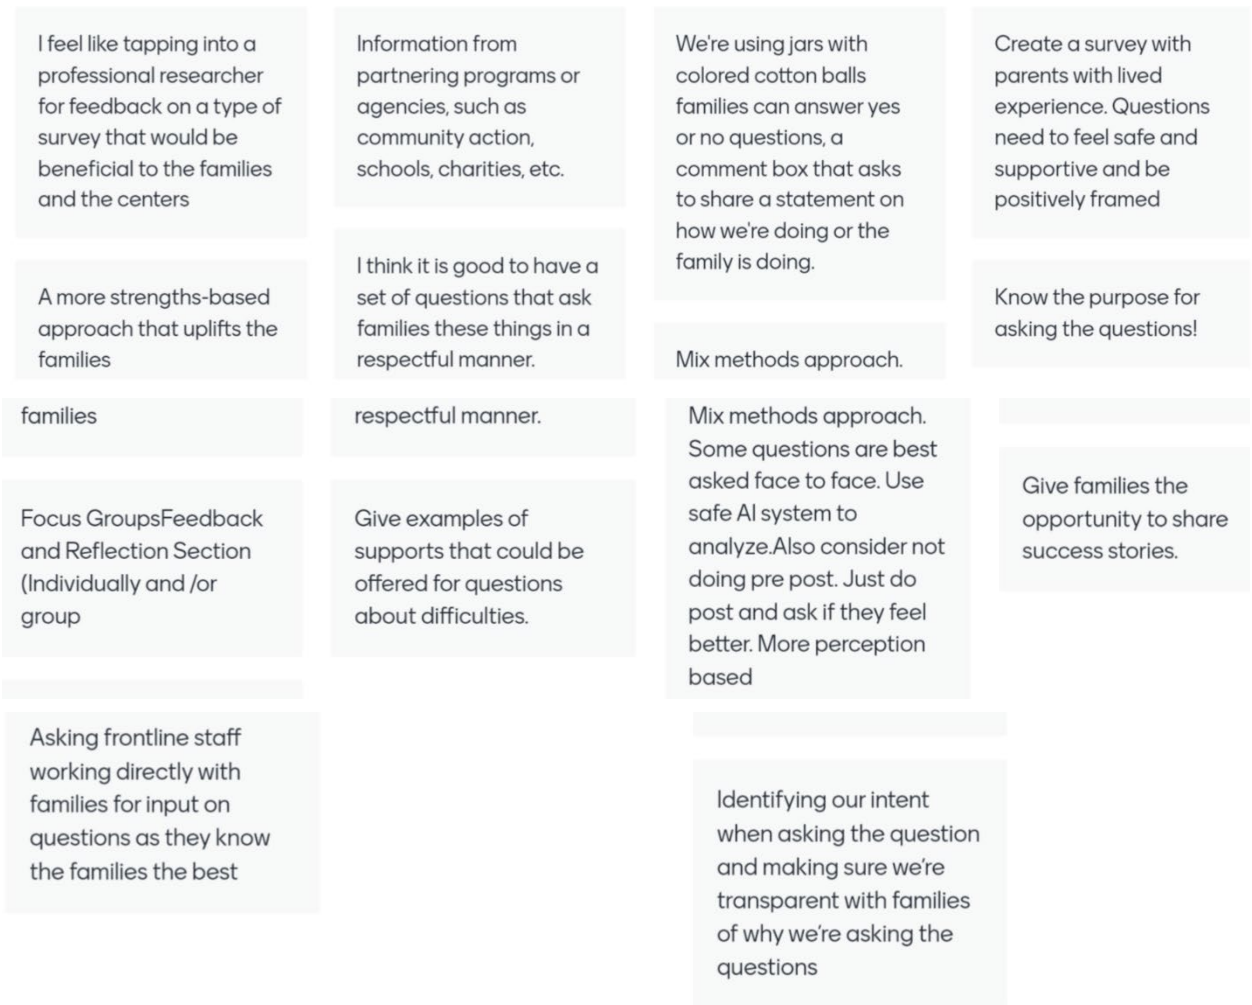 I feel like tapping into a
professional researcher
for feedback on a type of
survey that would be
beneficial to the families
and the centers
A more strengths-based
approach that uplifts the
families
Information from
partnering programs or
agencies, such as
community action,
schools, charities, etc.
I think it is good to have a
set of questions that ask
families these things in a
respectful manner.
We're using jars with
colored cotton balls
families can answer yes
or no questions, a
comment box that asks
to share a statement on
how we're doing or the
family is doing.
Mix methods approach.
Create a survey with
parents with lived
experience. Questions
need to feel safe and
supportive and be
positively framed
Know the purpose for
asking the questions!
families
Focus GroupsFeedback
and Reflection Section
(Individually and /or
group
respectful manner.
Give examples of
supports that could be
offered for questions
about difficulties.
Mix methods approach.
Some questions are best
asked face to face. Use
safe AI system to
analyze.Also consider not
doing pre post. Just do
post and ask if they feel
better. More perception
based
Give families the
opportunity to share
success stories.
Asking frontline staff
working directly with
families for input on
questions as they know
the families the best
Identifying our intent
when asking the question
and making sure we're
transparent with families
of why we're asking the
questions